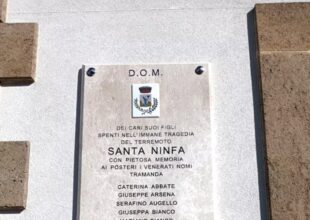 D.O.M.
DEI CARI SUOI FIGLI
SPENTI NELL'IMMANE TRAGEDIA
DEL TERREMOTO
SANTA NINFA
CON PIETOSA MEMORIA
AI POSTERI I VENERATI NOMI
TRAMANDA
CATERINA ABBATE
GIUSEPPE ARSENA
SERAFINO AUGELLO
GIUSEPPA BIANCO